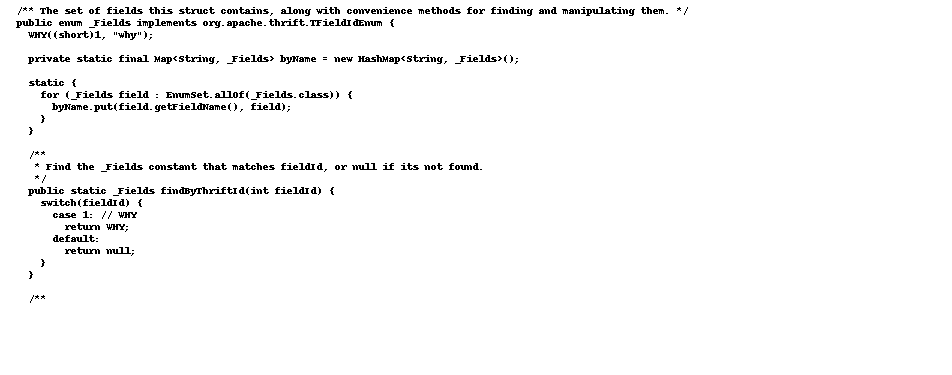 /** The set of fields this struct contains, along with convenience methods for finding and manipulating them. */
public enum _Fields implements org.apache.thrift.TFieldIdEnum {
  WHY((short)1, "why");

  private static final Map<String, _Fields> byName = new HashMap<String, _Fields>();

  static {
    for (_Fields field : EnumSet.allOf(_Fields.class)) {
      byName.put(field.getFieldName(), field);
    }
  }

  /**
   * Find the _Fields constant that matches fieldId, or null if its not found.
   */
  public static _Fields findByThriftId(int fieldId) {
    switch(fieldId) {
      case 1: // WHY
        return WHY;
      default:
        return null;
    }
  }

  /**